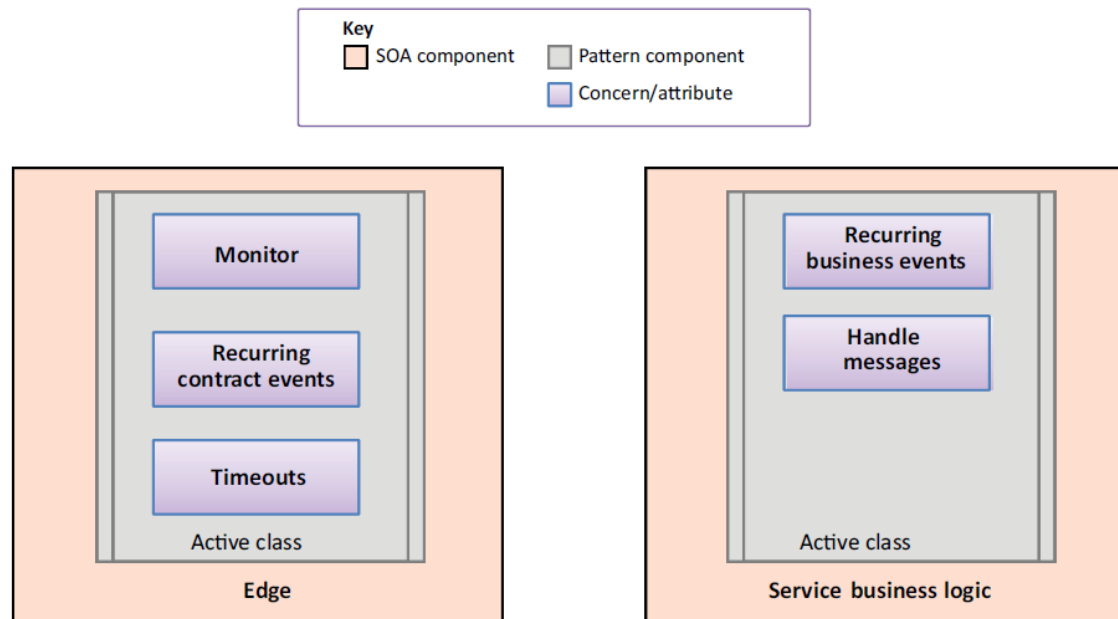 Key
SOA component
Pattern component
Concern/attribute
Monitor
Recurring
contract events
Timeouts
Active class
Edge
Recurring
business events
Handle
messages
Active class
Service business logic